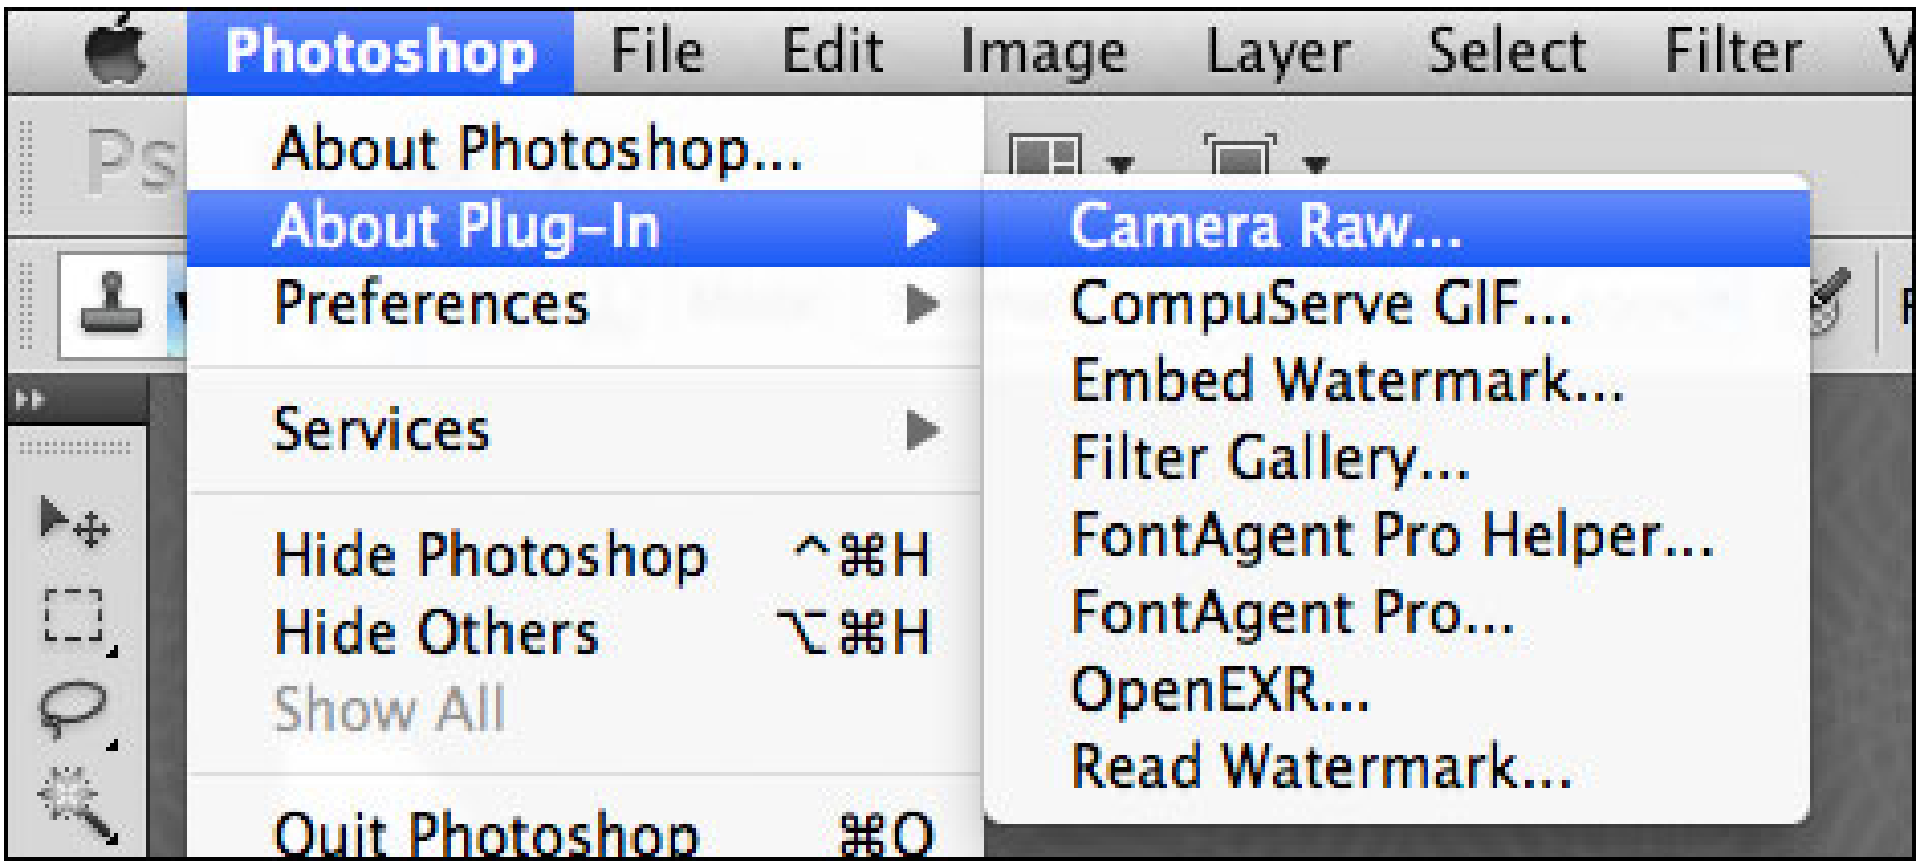 Photoshop File Edit Image Layer Select Filter
Ps
About Photoshop...
About Plug-In
Preferences
Services
Hide Photoshop ^⌘H
Hide Others ⌥⌘H
Show All
Quit Photoshop ⌘Q
Camera Raw...
CompuServe GIF...
Embed Watermark...
Filter Gallery...
FontAgent Pro Helper...
FontAgent Pro...
OpenEXR...
Read Watermark...